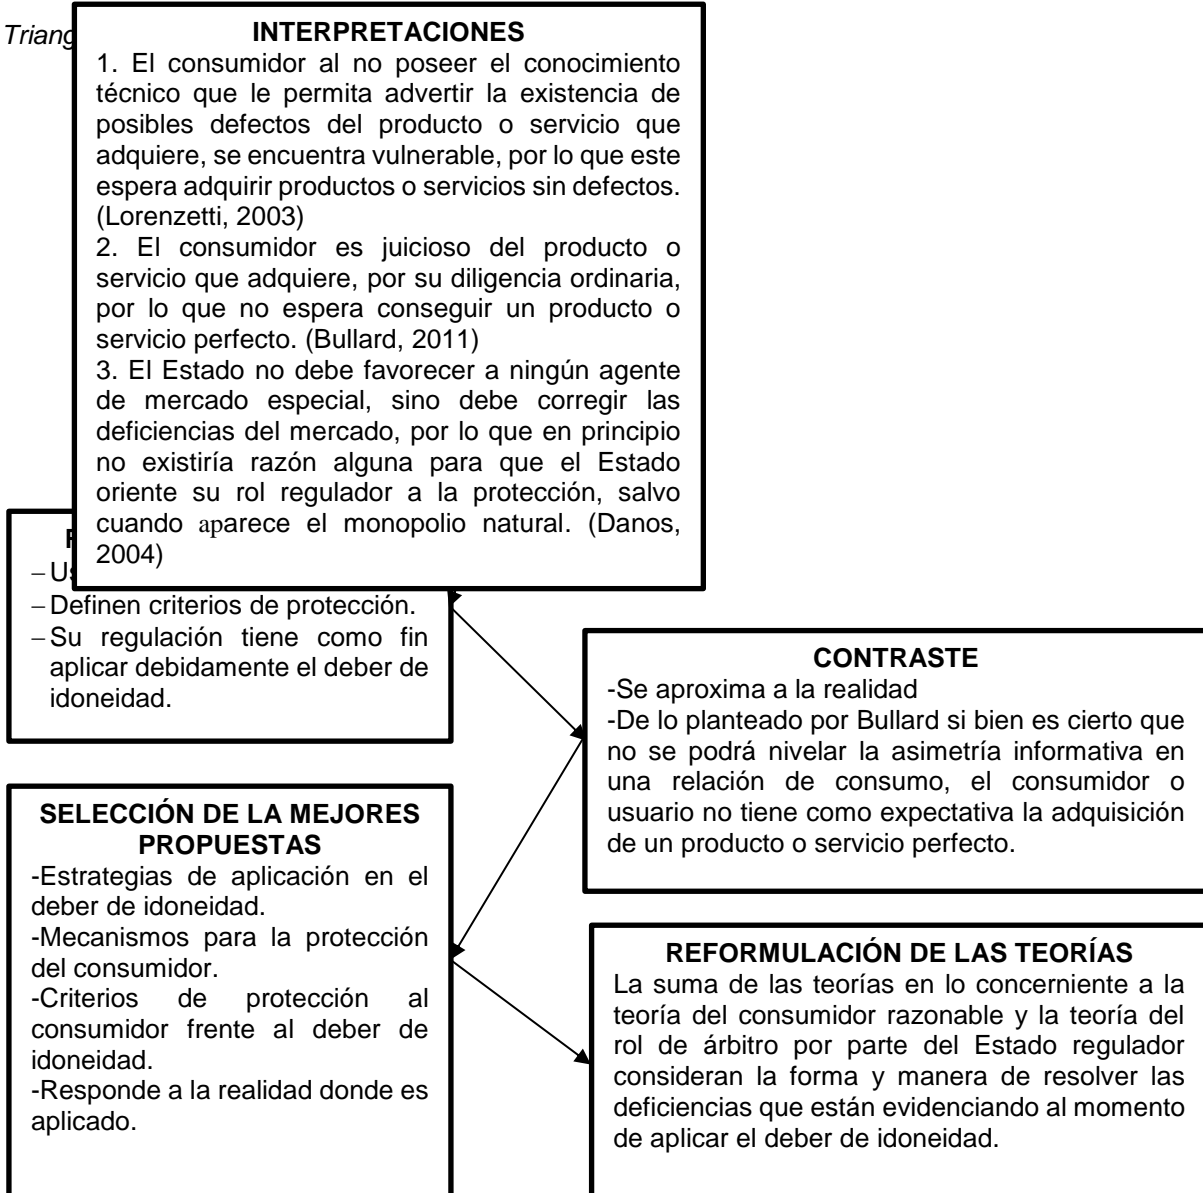 Triang
INTERPRETACIONES
1. El consumidor al no poseer el conocimiento
técnico que le permita advertir la existencia de
posibles defectos del producto o servicio que
adquiere, se encuentra vulnerable, por lo que este
espera adquirir productos o servicios sin defectos.
(Lorenzetti, 2003)
2. El consumidor es juicioso del producto o
servicio que adquiere, por su diligencia ordinaria,
por lo que no espera conseguir un producto o
servicio perfecto. (Bullard, 2011)
3. El Estado no debe favorecer a ningún agente
de mercado especial, sino debe corregir las
deficiencias del mercado, por lo que en principio
no existiría razón alguna para que el Estado
oriente su rol regulador a la protección, salvo
cuando aparece el monopolio natural. (Danos,
2004)
–Definen criterios de protección.
–Su regulación tiene como fin
aplicar debidamente el deber de
idoneidad.
CONTRASTE
-Se aproxima a la realidad
-De lo planteado por Bullard si bien es cierto que
no se podrá nivelar la asimetría informativa en
una relación de consumo, el consumidor o
usuario no tiene como expectativa la adquisición
de un producto o servicio perfecto.
SELECCIÓN DE LA MEJORES
PROPUESTAS
-Estrategias de aplicación en el
deber de idoneidad.
-Mecanismos para la protección
del consumidor.
-Criterios de protección al
consumidor frente al deber de
idoneidad.
-Responde a la realidad donde es
aplicado.
REFORMULACIÓN DE LAS TEORÍAS
La suma de las teorías en lo concerniente a la
teoría del consumidor razonable y la teoría del
rol de árbitro por parte del Estado regulador
consideran la forma y manera de resolver las
deficiencias que están evidenciando al momento
de aplicar el deber de idoneidad.